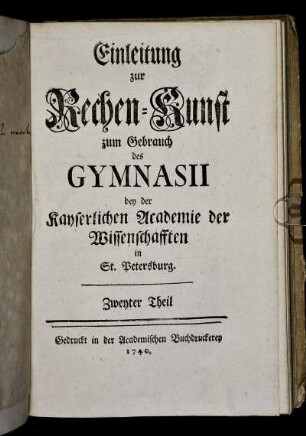 Einleitung
zur
Rechen-Kunst
zum Gebrauch
des
GYMNASII
bey der
Kayserlichen Academie der
Wissenschafften
in
St. Petersburg.
Zweyter Theil
Gedruckt in der Academischen Buchdruckerey
1740.